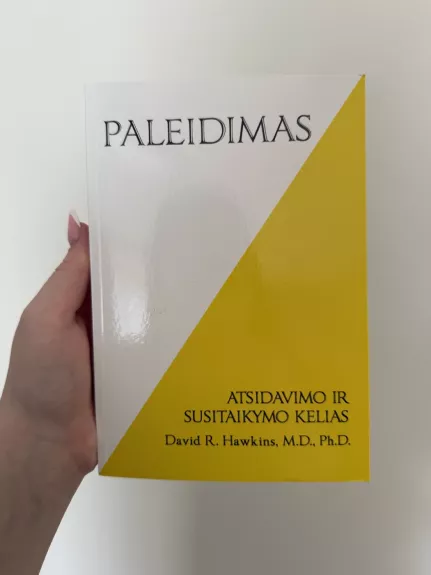 PALEIDIMAS
ATSIDAVIMO IR
SUSITAIKYMO KELIAS
David R. Hawkins, M.D., Ph.D.